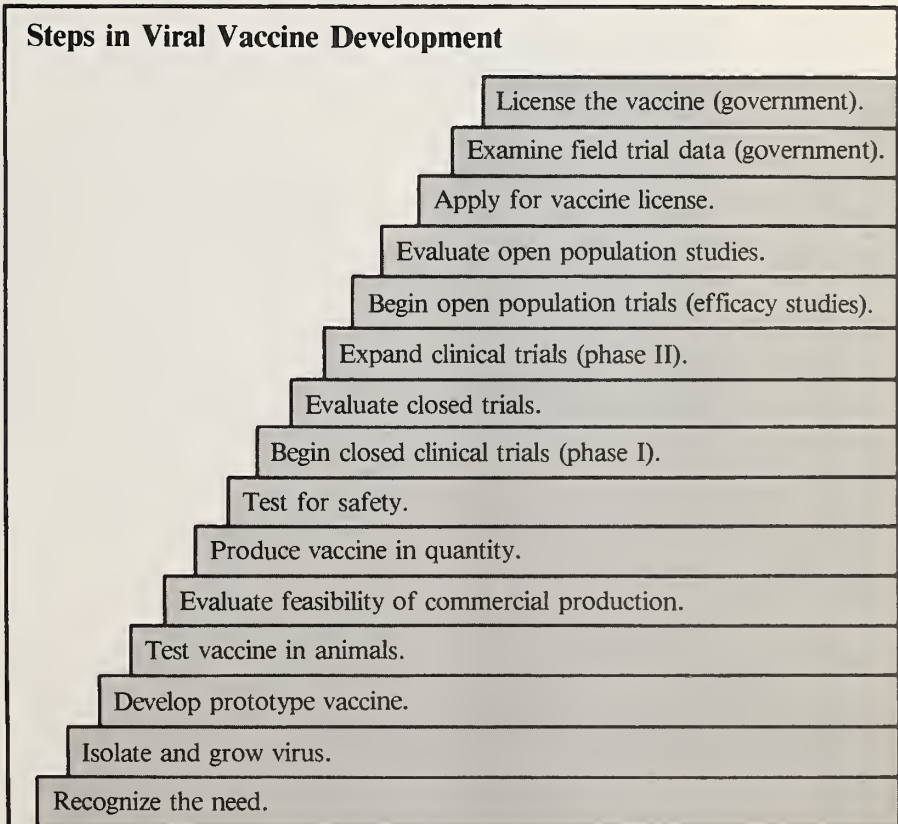 Steps in Viral Vaccine Development
License the vaccine (government).
Examine field trial data (government).
Apply for vaccine license.
Evaluate open population studies.
Begin open population trials (efficacy studies).
Expand clinical trials (phase II).
Evaluate closed trials.
Begin closed clinical trials (phase I).
Test for safety.
Produce vaccine in quantity.
Evaluate feasibility of commercial production.
Test vaccine in animals.
Develop prototype vaccine.
Isolate and grow virus.
Recognize the need.